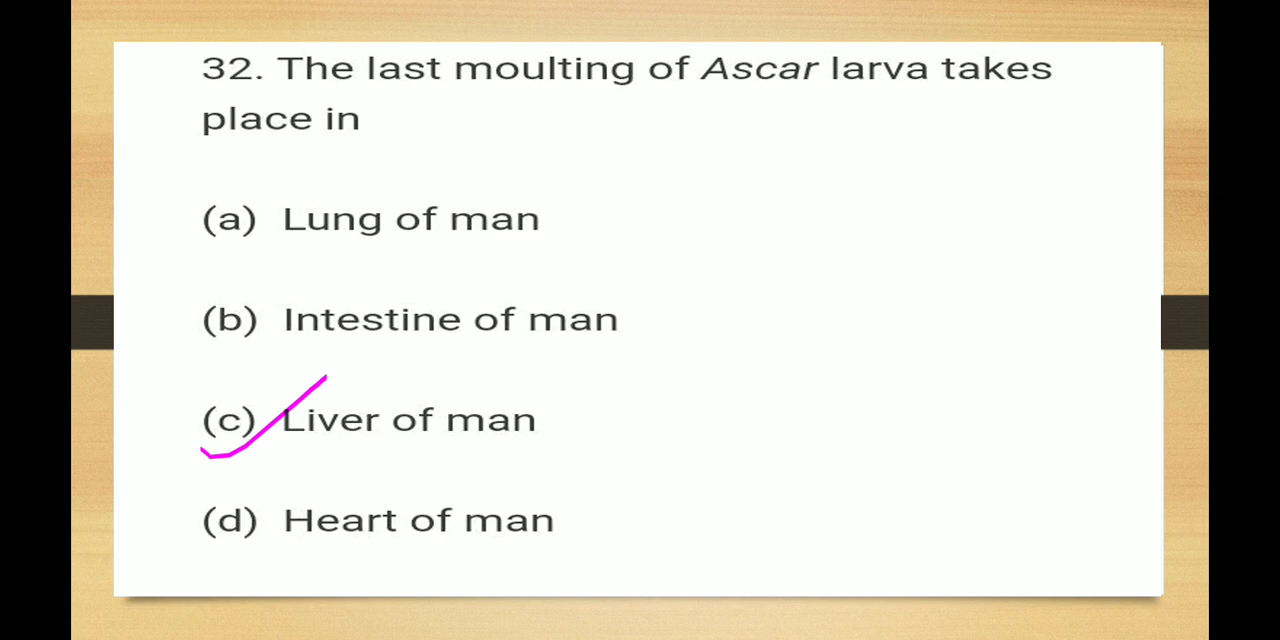 32. The last moulting of Ascar larva takes
place in
(a) Lung of man
(b) Intestine of man
(c) Liver of man
(d) Heart of man